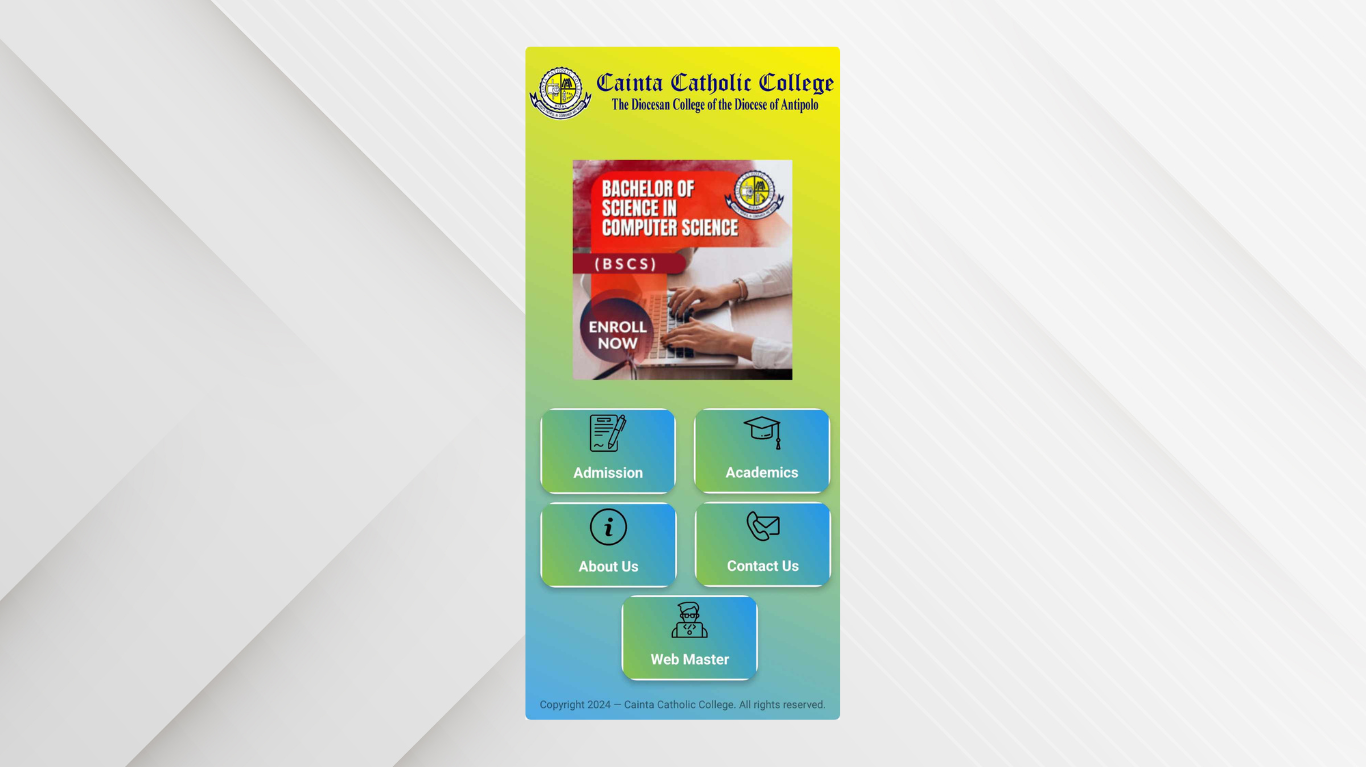 Cainta Catholic College
The Diocesan College of the Diocese of Antipolo
BACHELOR OF
SCIENCE IN
COMPUTER SCIENCE
(BSCS)
ENROLL
NOW
Admission
Academics
About Us
Contact Us
Web Master
Copyright 2024 — Cainta Catholic College. All rights reserved.